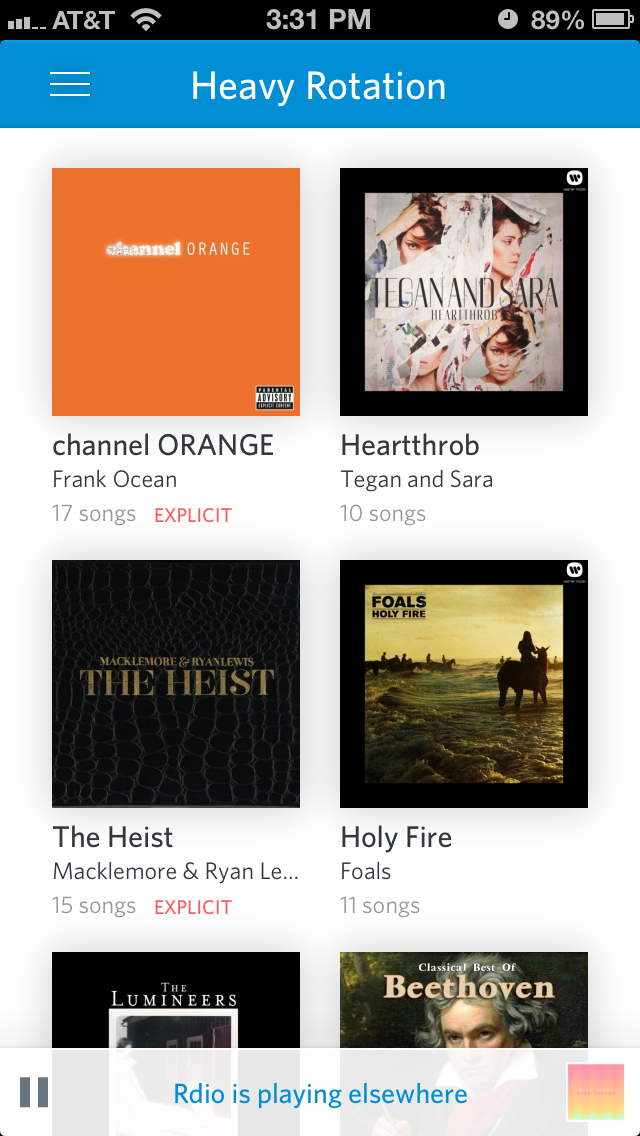 AT&T
3:31 PM
89%
Heavy Rotation
channel ORANGE
PARENTAL
ADVISORY
EXPLICIT CONTENT
channel ORANGE
Frank Ocean
17 songs EXPLICIT
TEGAN AND SARA
HEARTTHROB
Heartthrob
Tegan and Sara
10 songs
MACKLEMORE & RYAN LEWIS
THE HEIST
The Heist
Macklemore & Ryan Le...
15 songs EXPLICIT
FOALS
HOLY FIRE
Holy Fire
Foals
11 songs
THE
LUMINEERS
Classical Best Of
Beethoven
Rdio is playing elsewhere